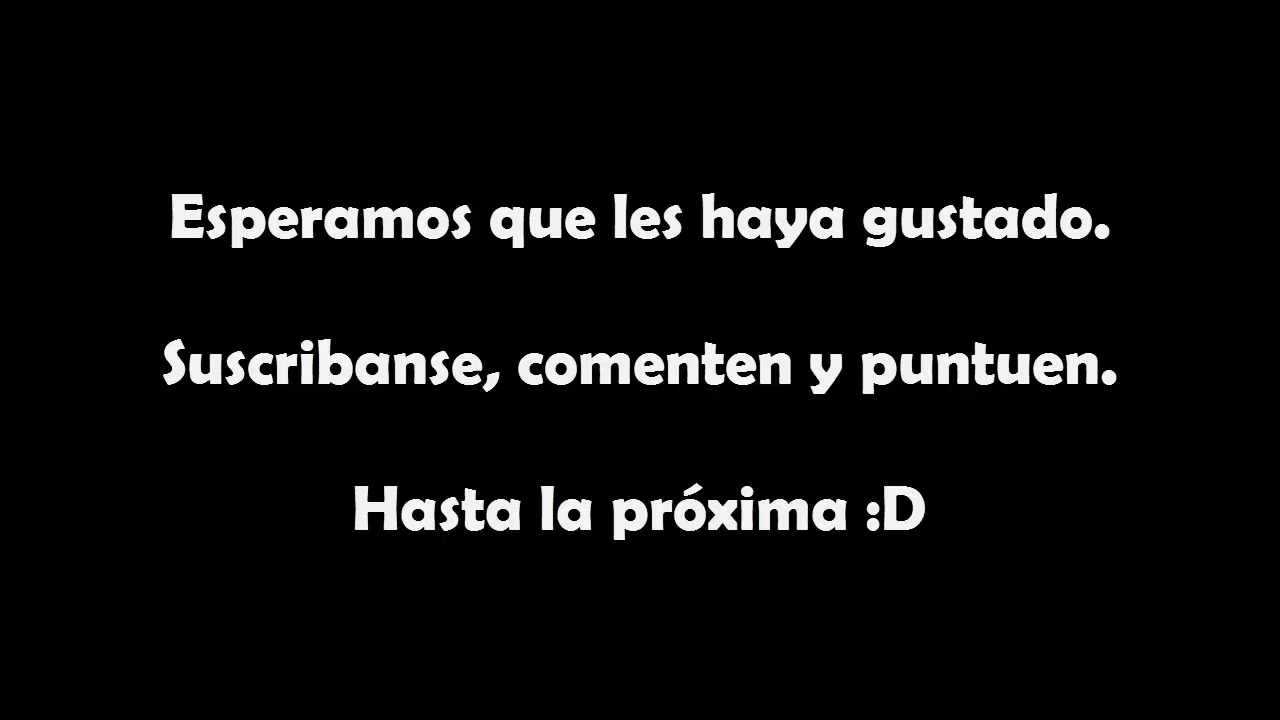 Esperamos que les haya gustado.
Suscribanse, comenten y puntuen.
Hasta la próxima :D